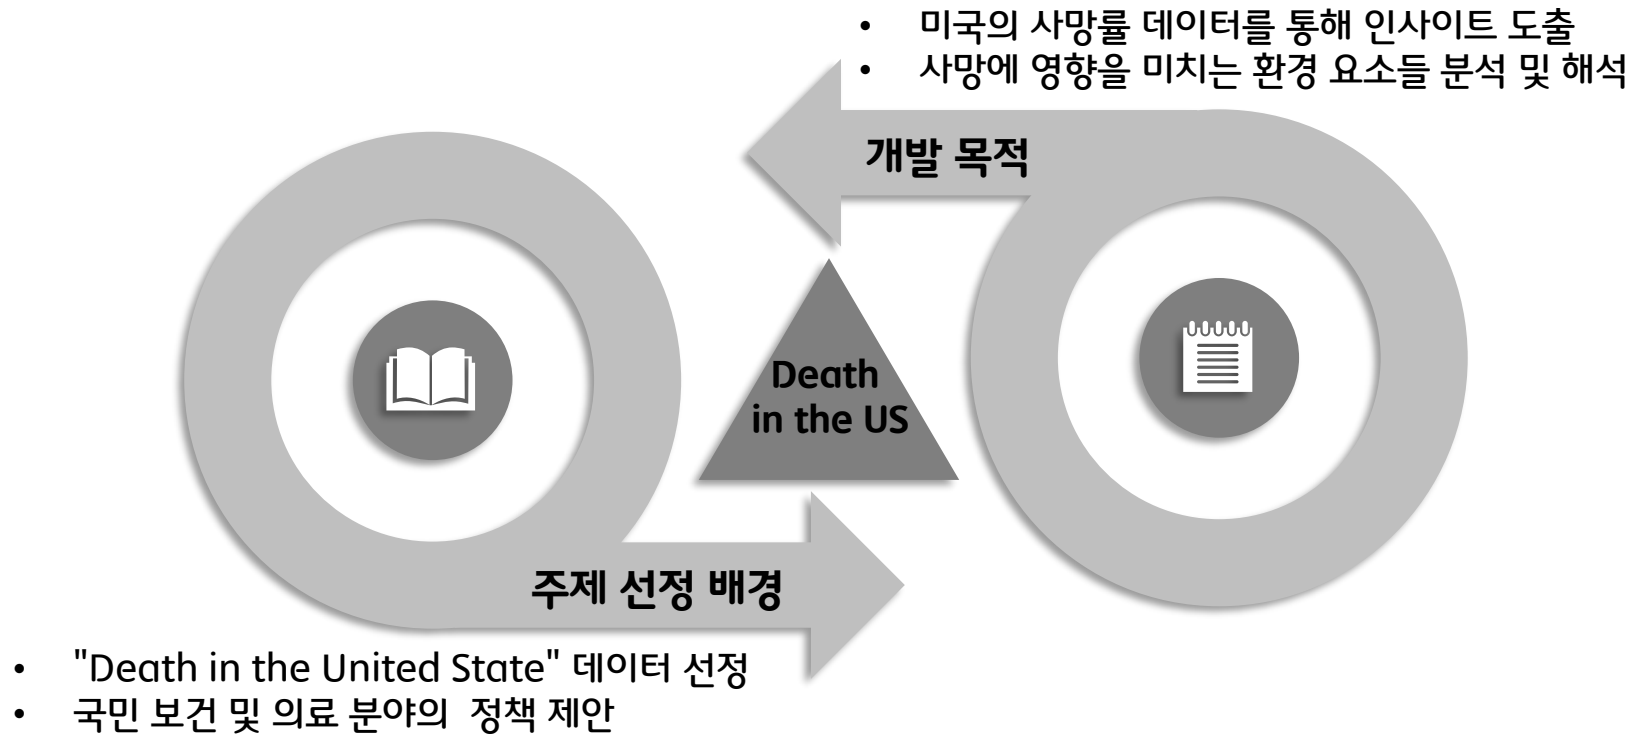 • 미국의 사망률 데이터를 통해 인사이트 도출
• 사망에 영향을 미치는 환경 요소들 분석 및 해석
개발 목적
Death
in the US
주제 선정 배경
• "Death in the United State" 데이터 선정
• 국민 보건 및 의료 분야의 정책 제안